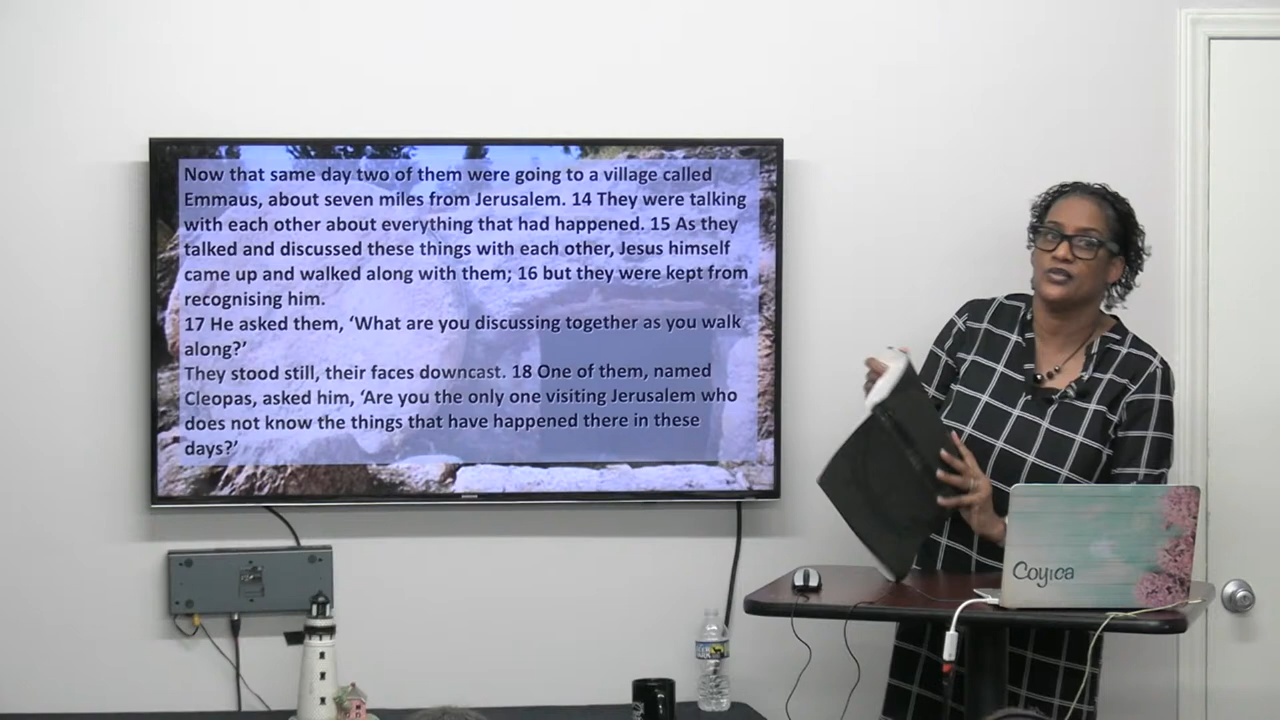 Now that same day two of them were going to a village called
Emmaus, about seven miles from Jerusalem. 14 They were talking
with each other about everything that had happened. 15 As they
talked and discussed these things with each other, Jesus himself
came up and walked along with them; 16 but they were kept from
recognising him.
17 He asked them, ‘What are you discussing together as you walk
along?’
They stood still, their faces downcast. 18 One of them, named
Cleopas, asked him, ‘Are you the only one visiting Jerusalem who
does not know the things that have happened there in these
days?’
Coyica